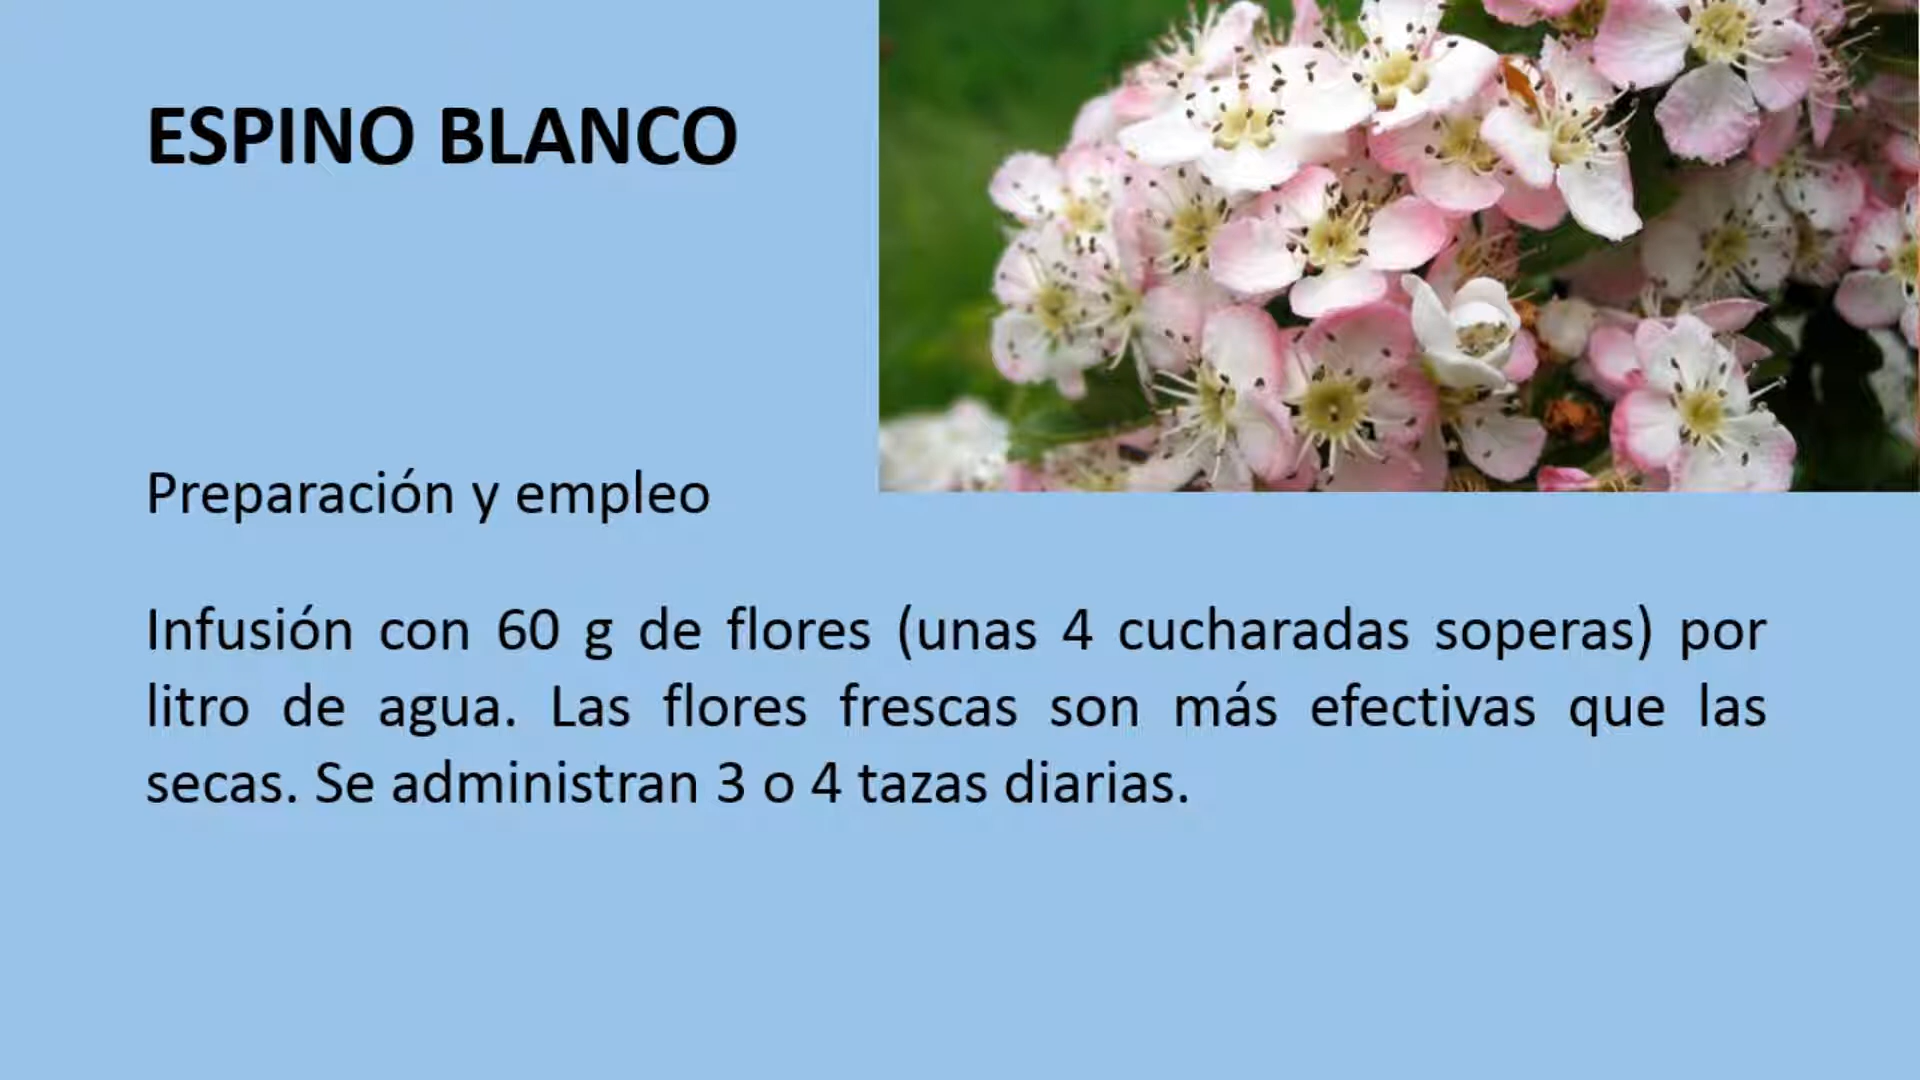 ESPINO BLANCO
Preparación y empleo
Infusión con 60 g de flores (unas 4 cucharadas soperas) por
litro de agua. Las flores frescas son más efectivas que las
secas. Se administran 3 o 4 tazas diarias.